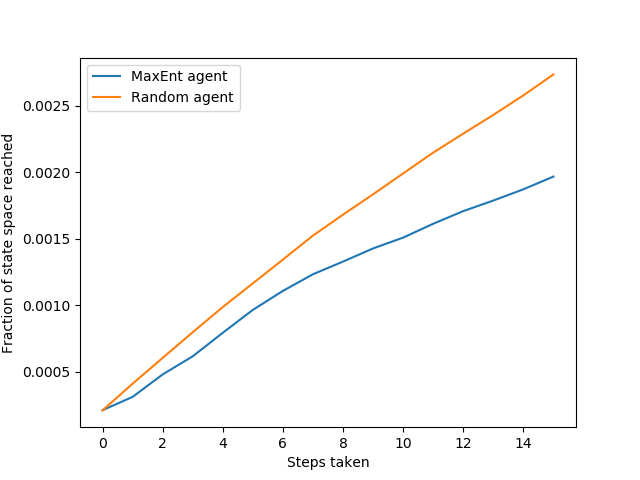 MaxEnt agent
Random agent
Fraction of state space reached
0.0025
0.0020
0.0015
0.0010
0.0005
0 2 4 6 8 10 12 14
Steps taken